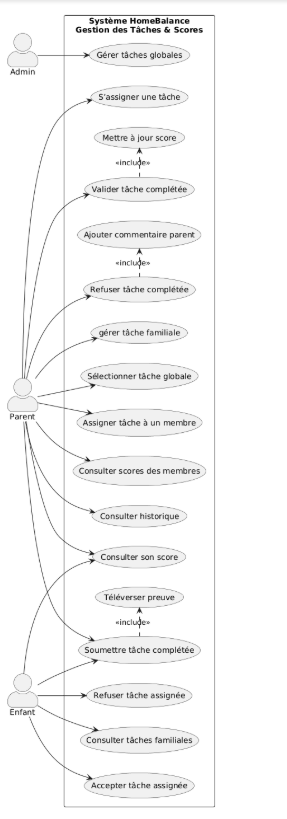 Système HomeBalance
Gestion des Tâches & Scores
Admin
Gérer tâches globales
S'assigner une tâche
Mettre à jour score
«include»
Valider tâche complétée
Ajouter commentaire parent
«include»
Refuser tâche complétée
gérer tâche familiale
Sélectionner tâche globale
Parent
Assigner tâche à un membre
Consulter scores des membres
Consulter historique
Consulter son score
Téléverser preuve
«include»
Soumettre tâche complétée
Refuser tâche assignée
Enfant
Consulter tâches familiales
Accepter tâche assignée